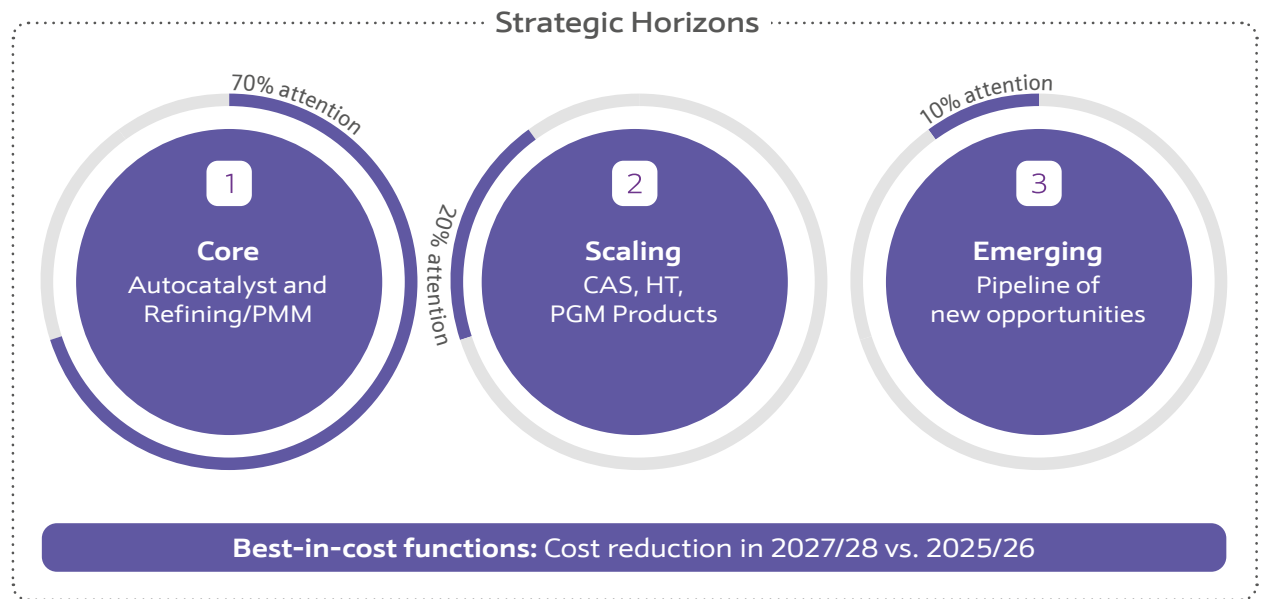 Strategic Horizons
70% attention
1
Core
Autocatalyst and
Refining/PMM
20% attention
2
Scaling
CAS, HT,
PGM Products
10% attention
3
Emerging
Pipeline of
new opportunities
Best-in-cost functions: Cost reduction in 2027/28 vs. 2025/26